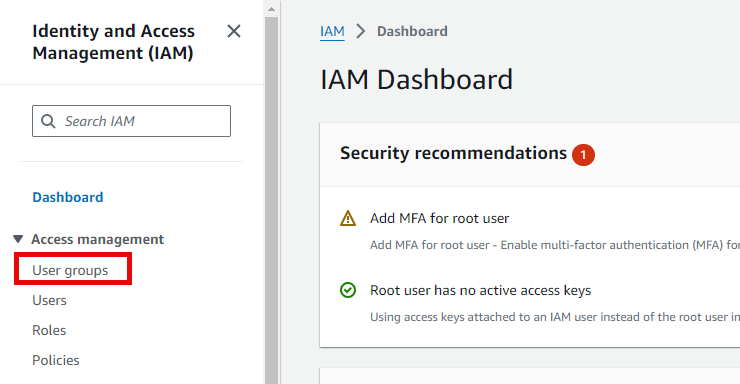 Identity and Access
Management (IAM)
Search IAM
Dashboard
Access management
User groups
Users
Roles
Policies
IAM > Dashboard
IAM Dashboard
Security recommendations 1
Add MFA for root user
Add MFA for root user - Enable multi-factor authentication (MFA) for
Root user has no active access keys
Using access keys attached to an IAM user instead of the root user in